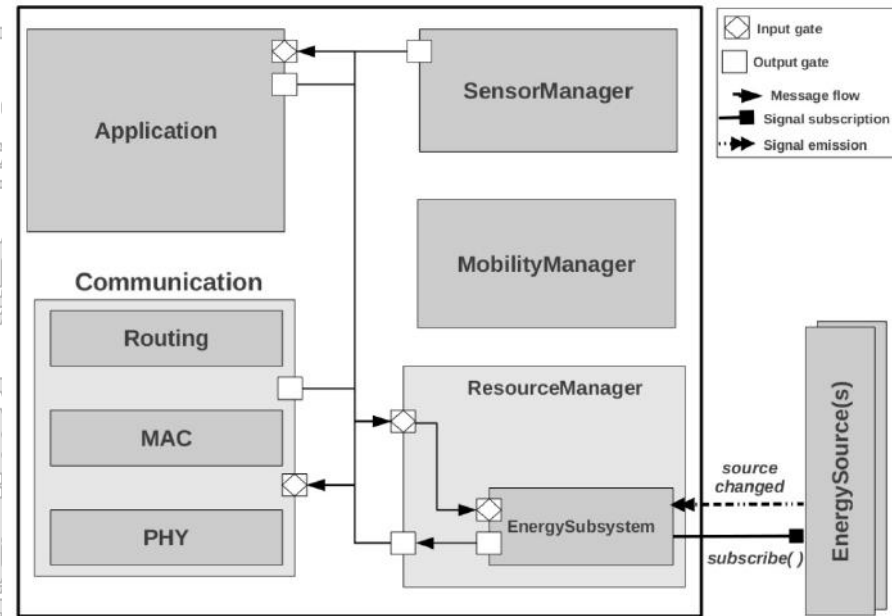 Application
SensorManager
MobilityManager
Communication
Routing
MAC
PHY
ResourceManager
EnergySubsystem
source
changed
subscribe( )
EnergySource(s)
Input gate
Output gate
Message flow
Signal subscription
Signal emission